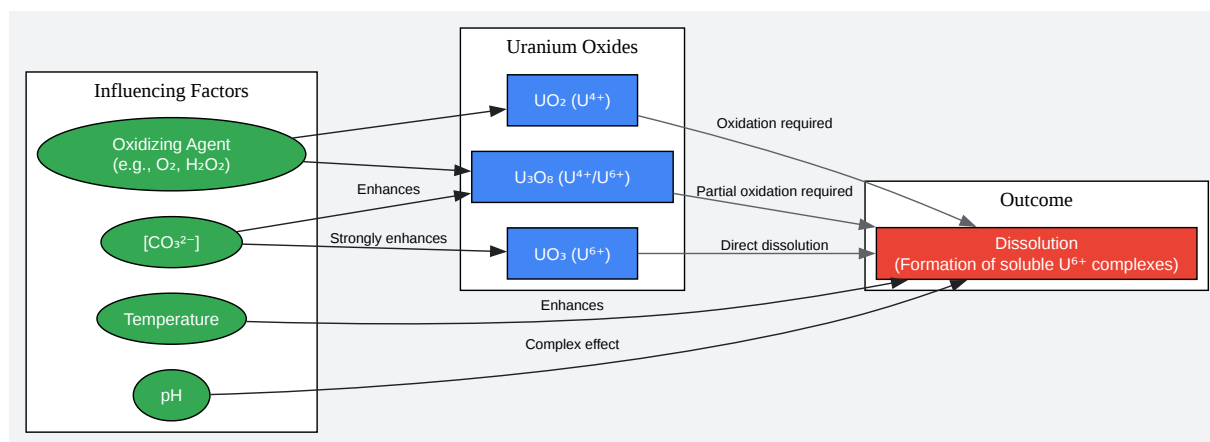 Influencing Factors
Oxidizing Agent
(e.g., O₂, H₂O₂)
[CO₃²⁻]
Temperature
pH
Enhances
Strongly enhances
Enhances
Complex effect
Uranium Oxides
UO₂ (U⁴⁺)
U₃O₈ (U⁴⁺/U⁶⁺)
UO₃ (U⁶⁺)
Oxidation required
Partial oxidation required
Direct dissolution
Outcome
Dissolution
(Formation of soluble U⁶⁺ complexes)